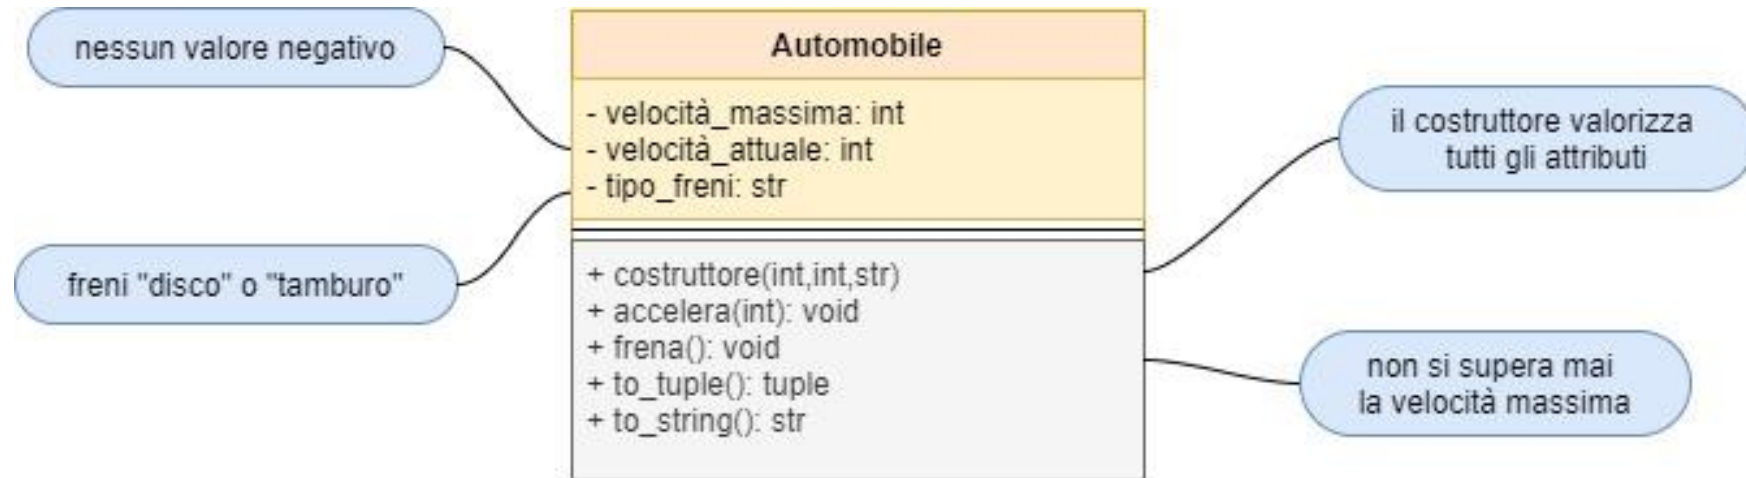 nessun valore negativo
freni "disco" o "tamburo"
Automobile
- velocità_massima: int
- velocità_attuale: int
- tipo_freni: str
+ costruttore(int,int,str)
+ accelera(int): void
+ frena(): void
+ to_tuple(): tuple
+ to_string(): str
il costruttore valorizza
tutti gli attributi
non si supera mai
la velocità massima